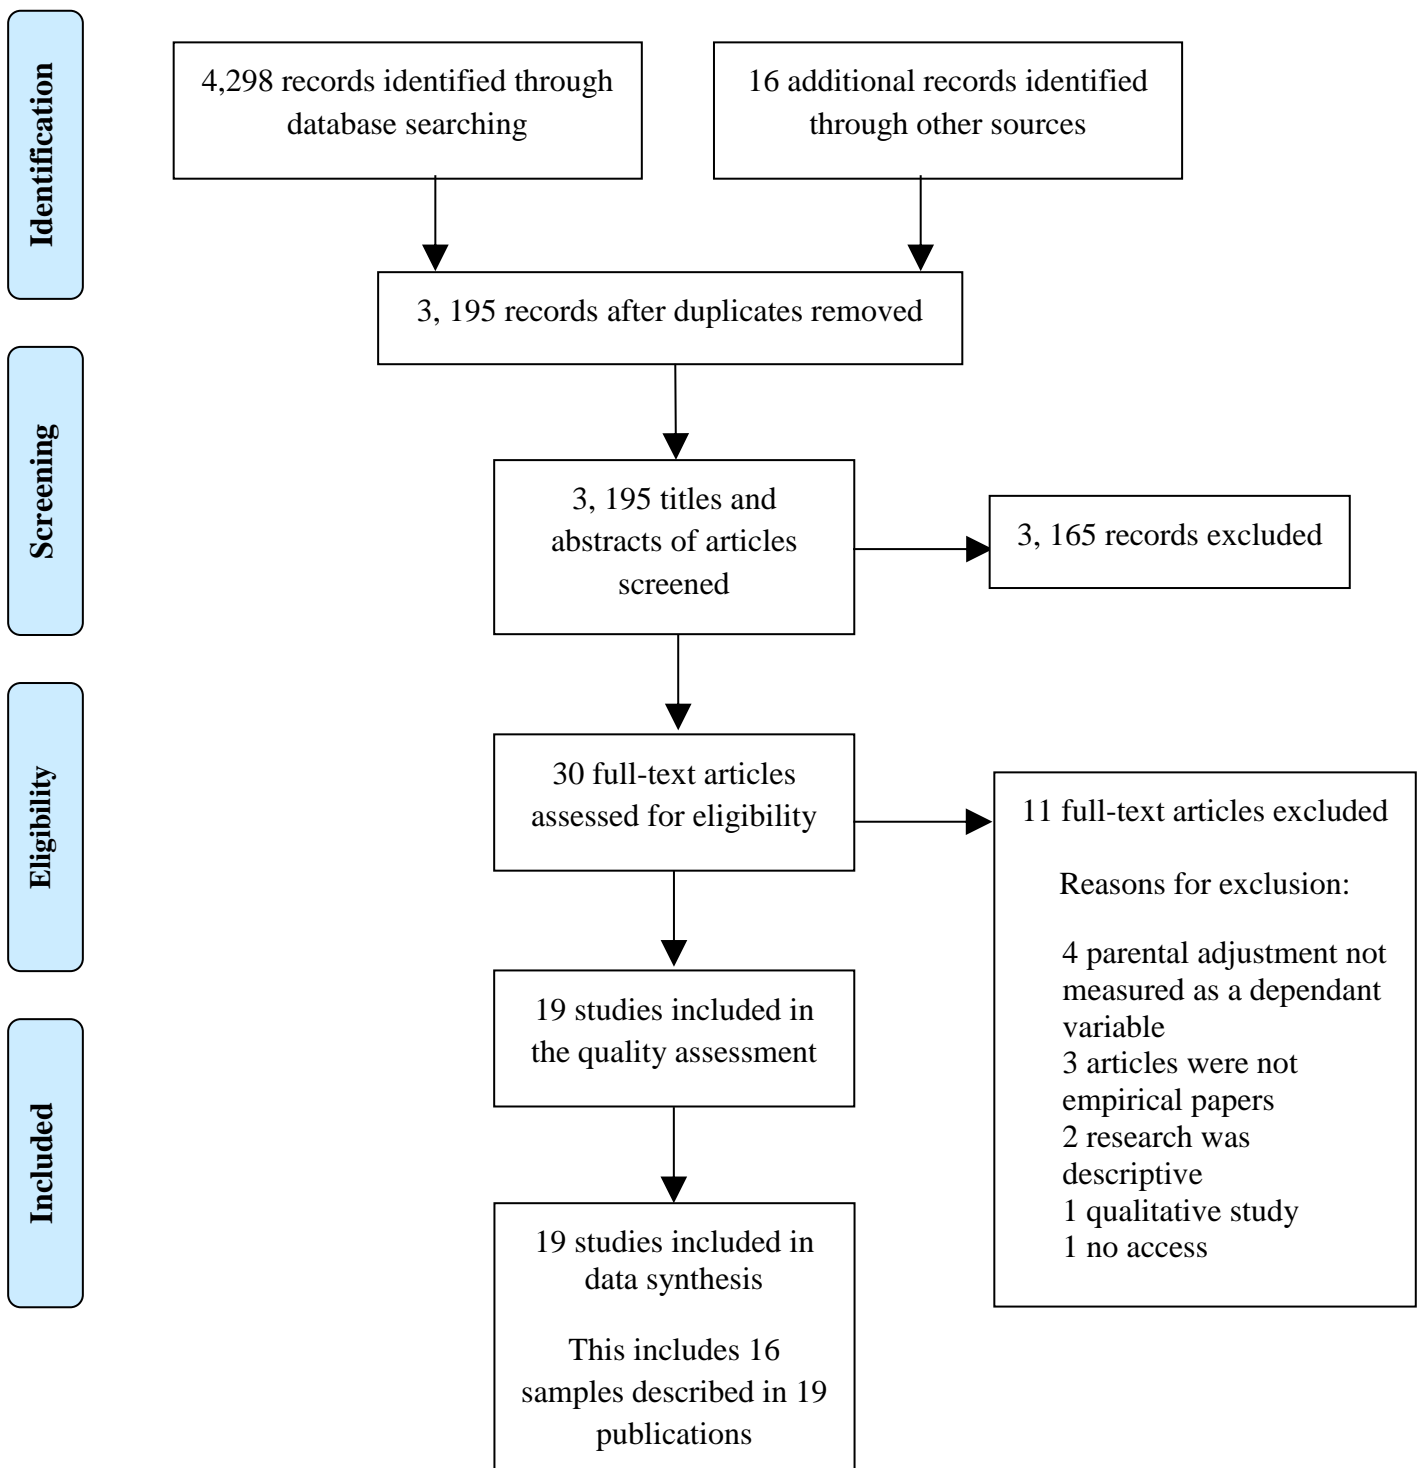 Identification
4,298 records identified through
database searching
16 additional records identified
through other sources
3, 195 records after duplicates removed
Screening
3, 195 titles and
abstracts of articles
screened
3, 165 records excluded
Eligibility
30 full-text articles
assessed for eligibility
11 full-text articles excluded
Reasons for exclusion:
4 parental adjustment not
measured as a dependant
variable
3 articles were not
empirical papers
2 research was
descriptive
1 qualitative study
1 no access
19 studies included in
the quality assessment
Included
19 studies included in
data synthesis
This includes 16
samples described in 19
publications